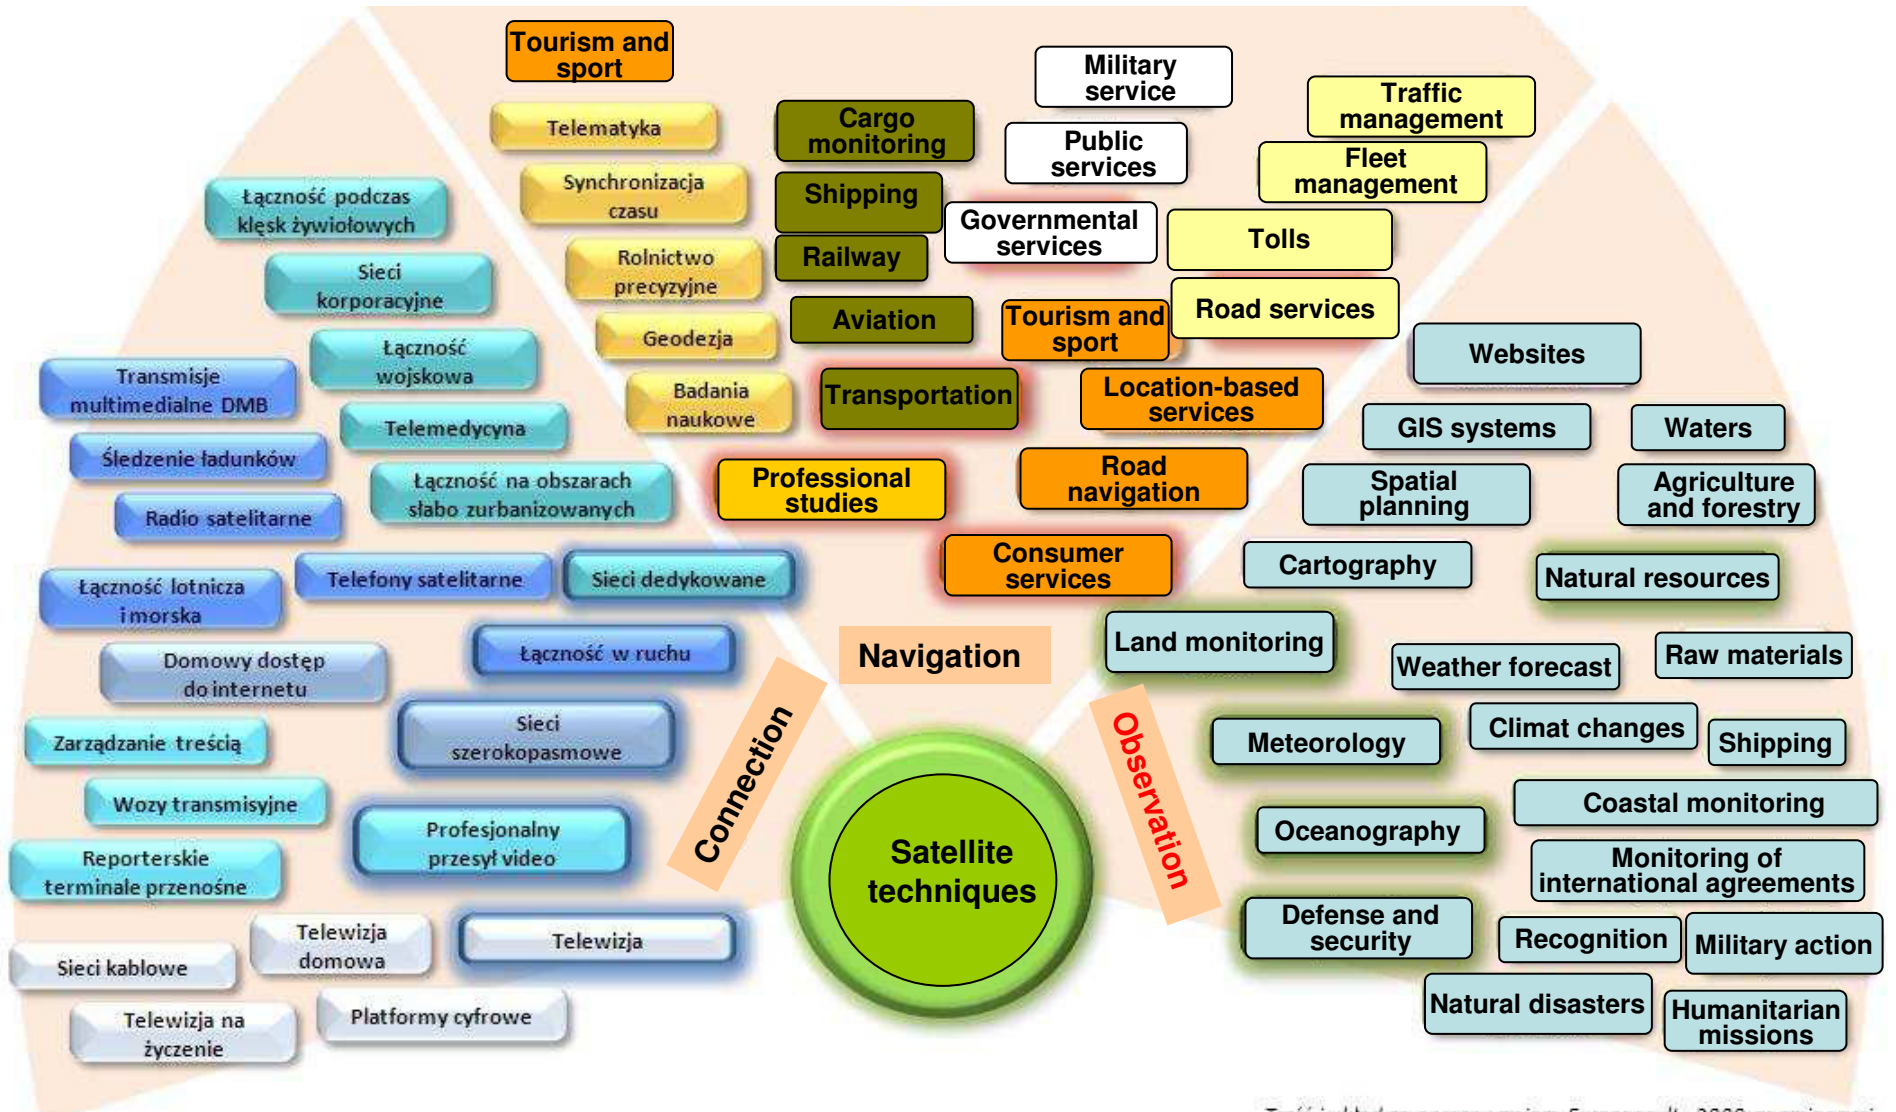 Tourism and
sport
Telematyka
Synchronizacja
czasu
Rolnictwo
precyzyjne
Geodezja
Badania
naukowe
Professional
studies
Cargo
monitoring
Shipping
Railway
Aviation
Transportation
Military
service
Public
services
Governmental
services
Tourism and
sport
Location-based
services
Road
navigation
Consumer
services
Traffic
management
Fleet
management
Tolls
Road services
Navigation
Łączność podczas
klęsk żywiołowych
Sieci
korporacyjne
Łączność
wojskowa
Telemedycyna
Łączność na obszarach
słabo zurbanizowanych
Sieci dedykowane
Transmisje
multimedialne DMB
Śledzenie ładunków
Radio satelitarne
Telefony satelitarne
Łączność lotnicza
i morska
Łączność w ruchu
Domowy dostęp
do internetu
Sieci
szerokopasmowe
Zarządzanie treścią
Wozy transmisyjne
Reporterskie
terminale przenośne
Profesjonalny
przesył video
Telewizja
domowa
Telewizja
Sieci kablowe
Telewizja na
życzenie
Platformy cyfrowe
Connection
Satellite
techniques
Observation
Websites
GIS systems
Waters
Spatial
planning
Agriculture
and forestry
Cartography
Natural resources
Land monitoring
Weather forecast
Raw materials
Meteorology
Climat changes
Shipping
Coastal monitoring
Oceanography
Monitoring of
international agreements
Defense and
security
Recognition
Military action
Natural disasters
Humanitarian
missions